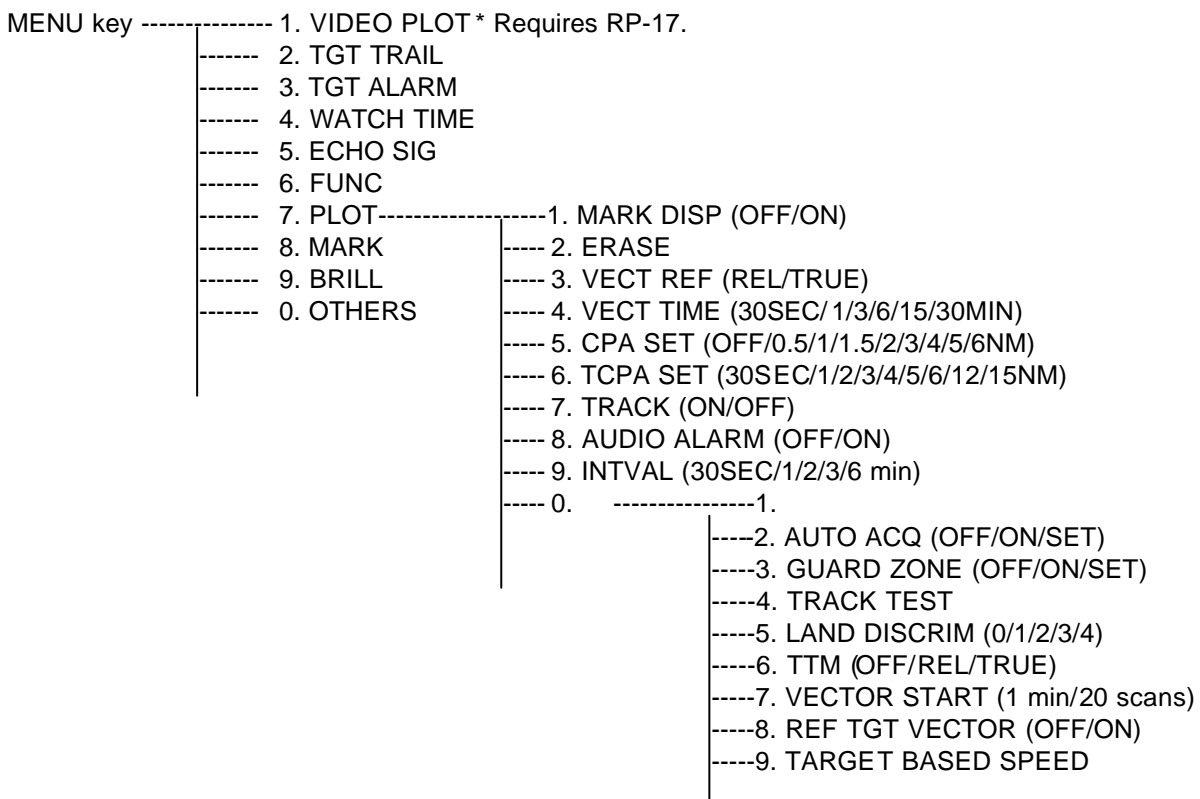 MENU key --------------- 1. VIDEO PLOT * Requires RP-17.
------- 2. TGT TRAIL
------- 3. TGT ALARM
------- 4. WATCH TIME
------- 5. ECHO SIG
------- 6. FUNC
------- 7. PLOT-------------------1. MARK DISP (OFF/ON)
------- 8. MARK ----- 2. ERASE
------- 9. BRILL ----- 3. VECT REF (REL/TRUE)
------- 0. OTHERS ----- 4. VECT TIME (30SEC/ 1/3/6/15/30MIN)
----- 5. CPA SET (OFF/0.5/1/1.5/2/3/4/5/6NM)
----- 6. TCPA SET (30SEC/1/2/3/4/5/6/12/15NM)
----- 7. TRACK (ON/OFF)
----- 8. AUDIO ALARM (OFF/ON)
----- 9. INTVAL (30SEC/1/2/3/6 min)
----- 0. ----------------1.
-----2. AUTO ACQ (OFF/ON/SET)
-----3. GUARD ZONE (OFF/ON/SET)
-----4. TRACK TEST
-----5. LAND DISCRIM (0/1/2/3/4)
-----6. TTM (OFF/REL/TRUE)
-----7. VECTOR START (1 min/20 scans)
-----8. REF TGT VECTOR (OFF/ON)
-----9. TARGET BASED SPEED